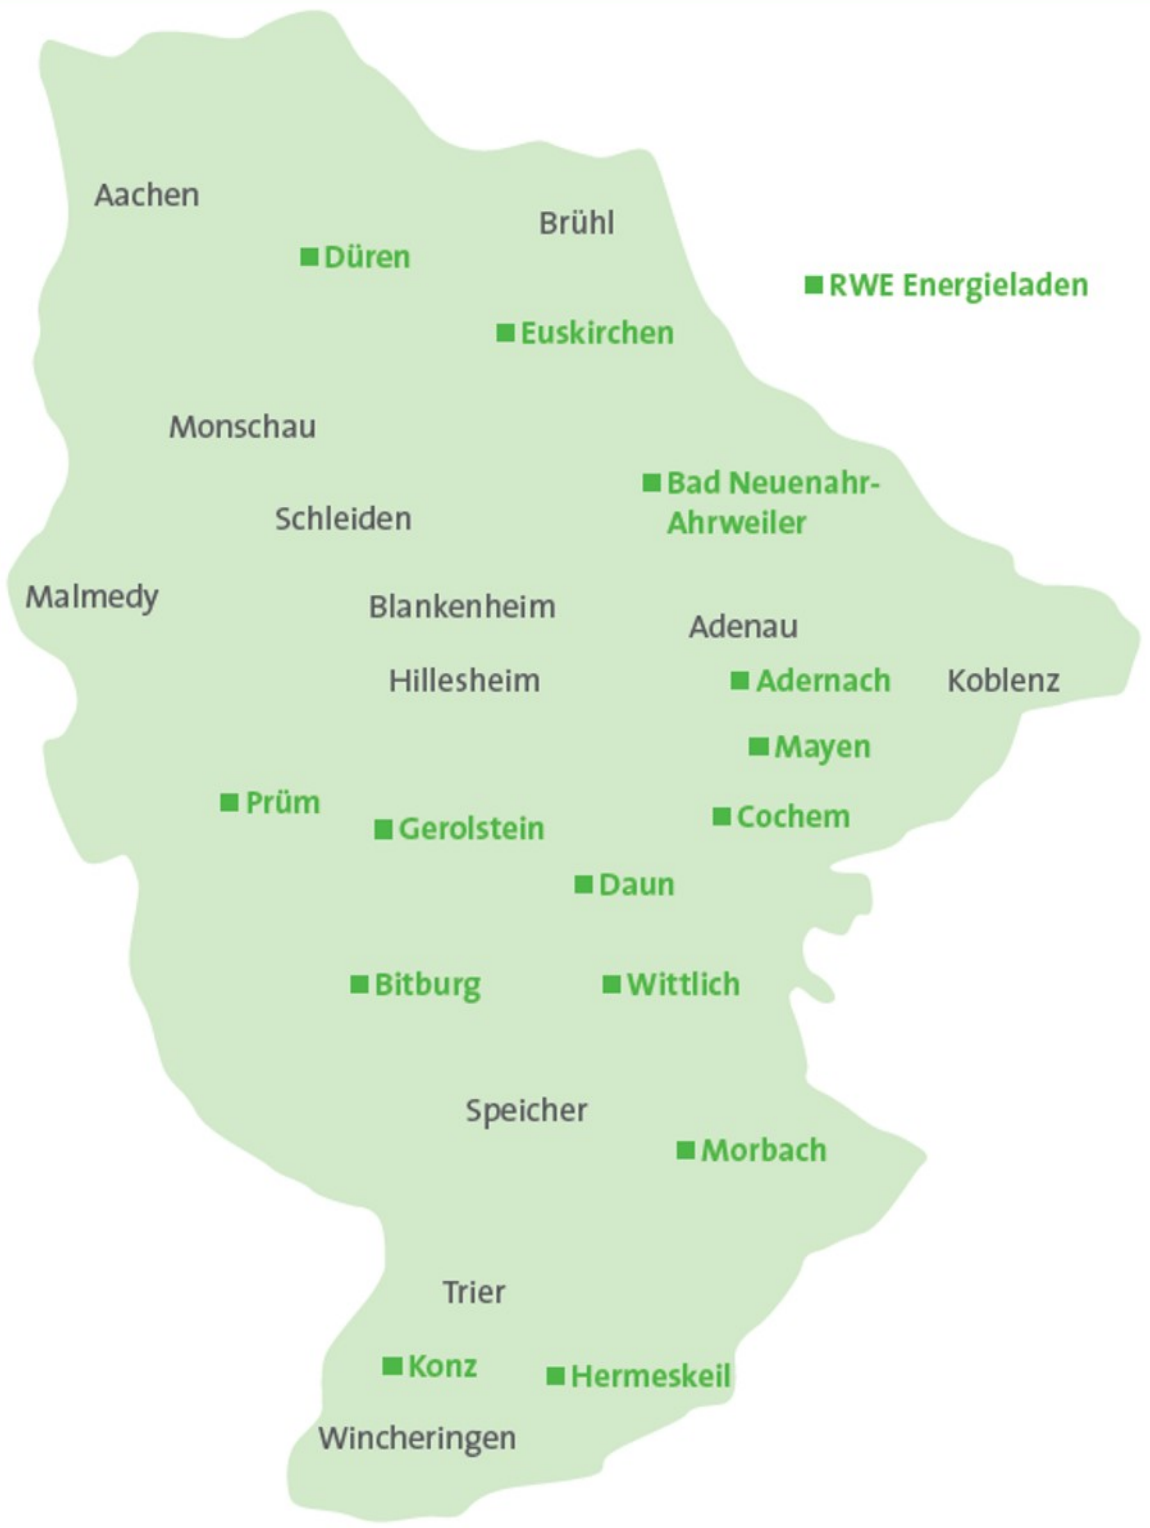 Aachen
Brühl
Düren
RWE Energieladen
Euskirchen
Monschau
Bad Neuenahr-
Ahrweiler
Schleiden
Malmedy
Blankenheim
Adenau
Hillesheim
Adernach
Koblenz
Mayen
Prüm
Cochem
Gerolstein
Daun
Bitburg
Wittlich
Speicher
Morbach
Trier
Konz
Hermeskeil
Wincheringen